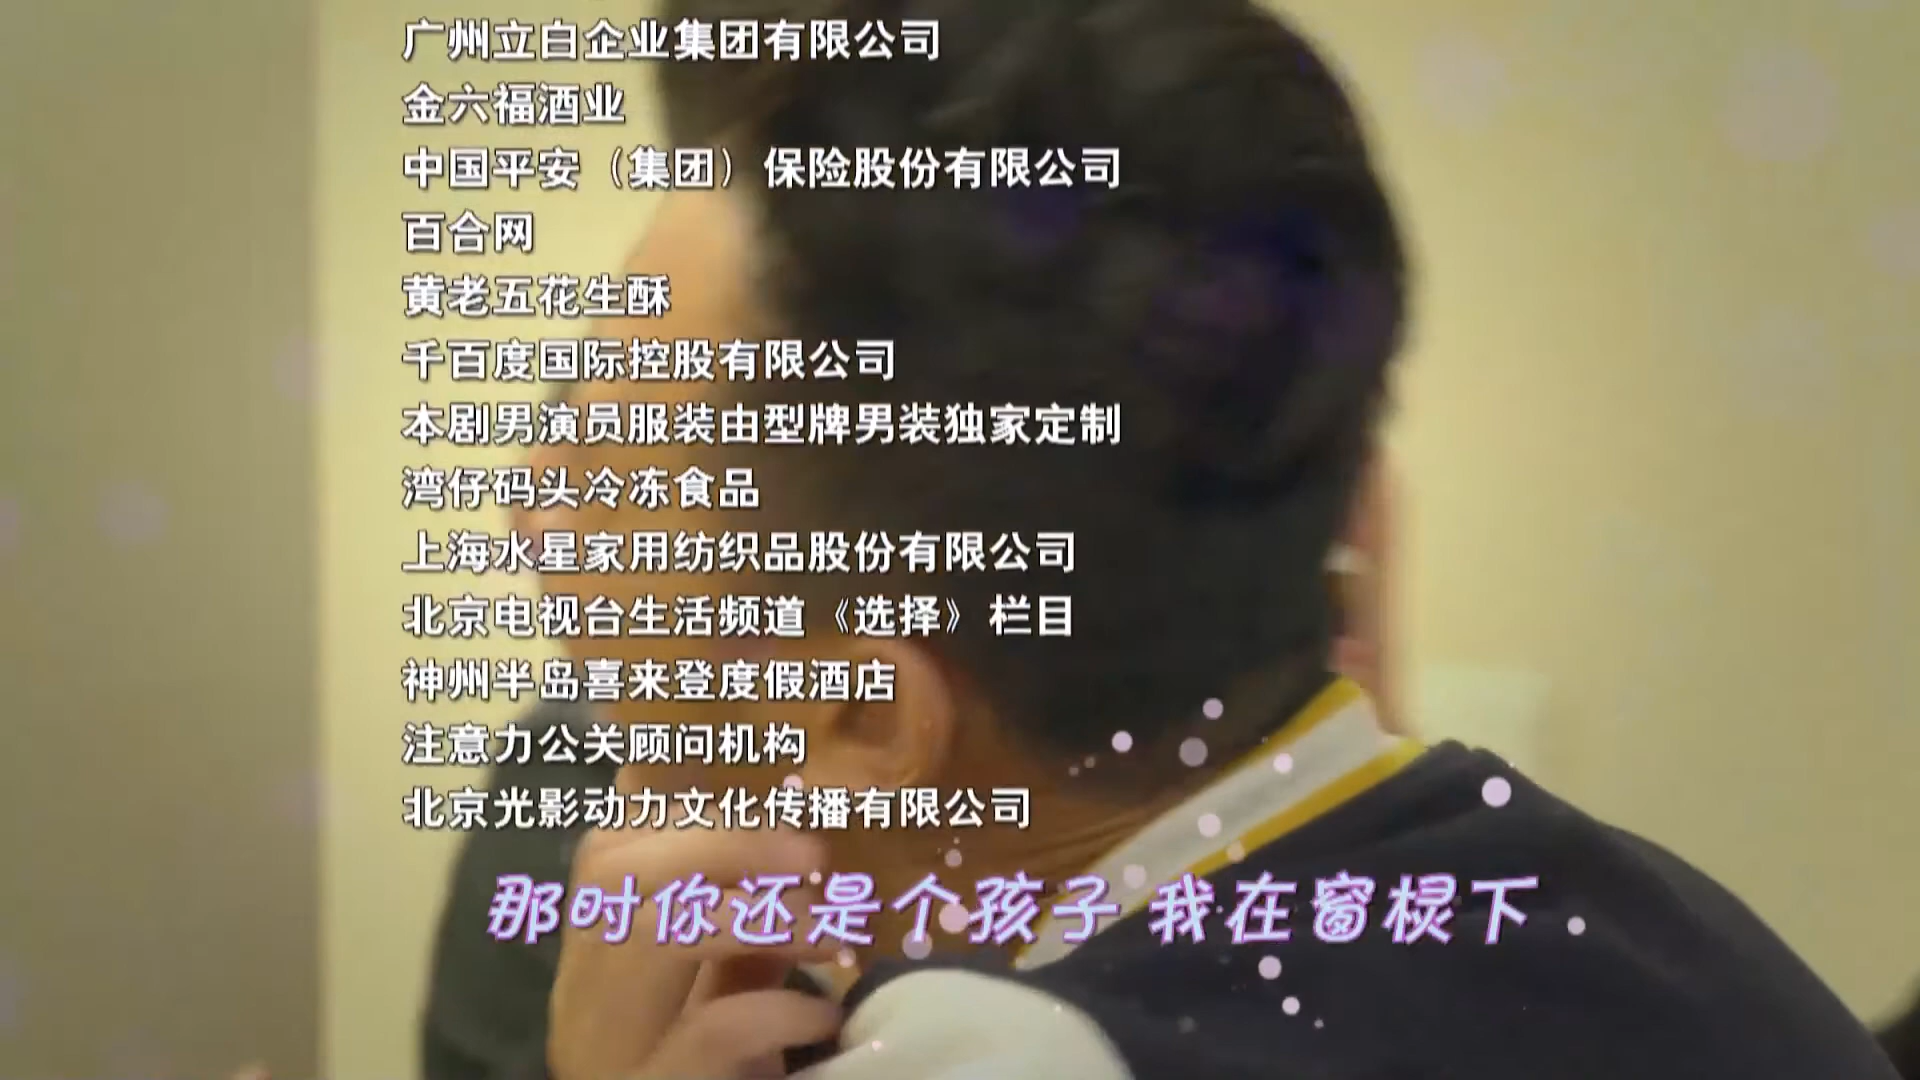 广州立白企业集团有限公司
金六福酒业
中国平安（集团）保险股份有限公司
百合网
黄老五花生酥
千百度国际控股有限公司
本剧男演员服装由型牌男装独家定制
湾仔码头冷冻食品
上海水星家用纺织品股份有限公司
北京电视台生活频道《选择》栏目
神州半岛喜来登度假酒店
注意力公关顾问机构
北京光影动力文化传播有限公司
那时你还是个孩子 我在窗棂下